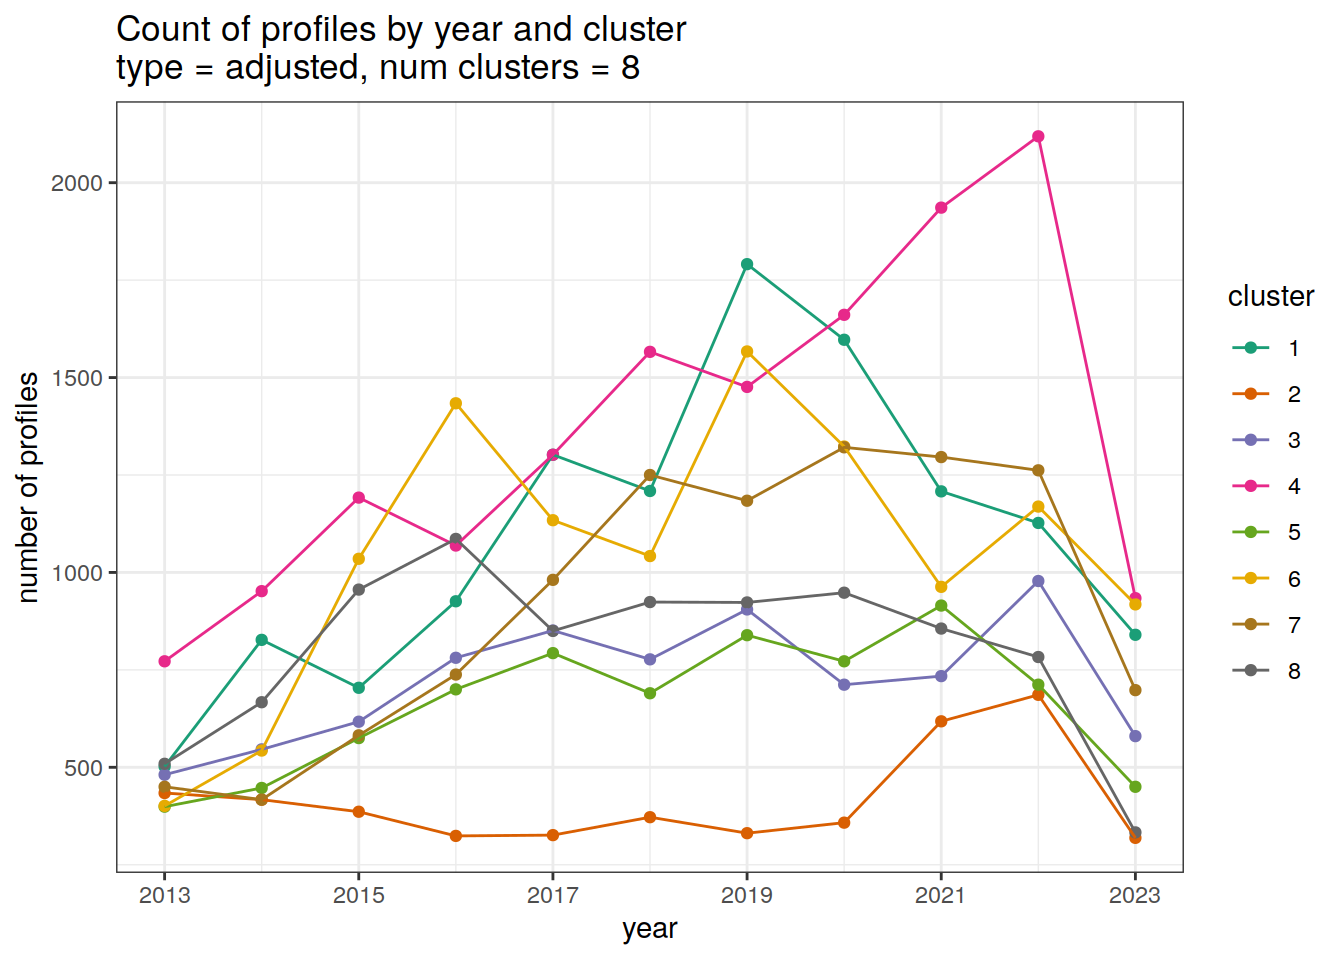 Count of profiles by year and cluster
type = adjusted, num clusters = 8
number of profiles
2000
1500
1000
500
2013 2015 2017 2019 2021 2023
year
cluster
1
2
3
4
5
6
7
8